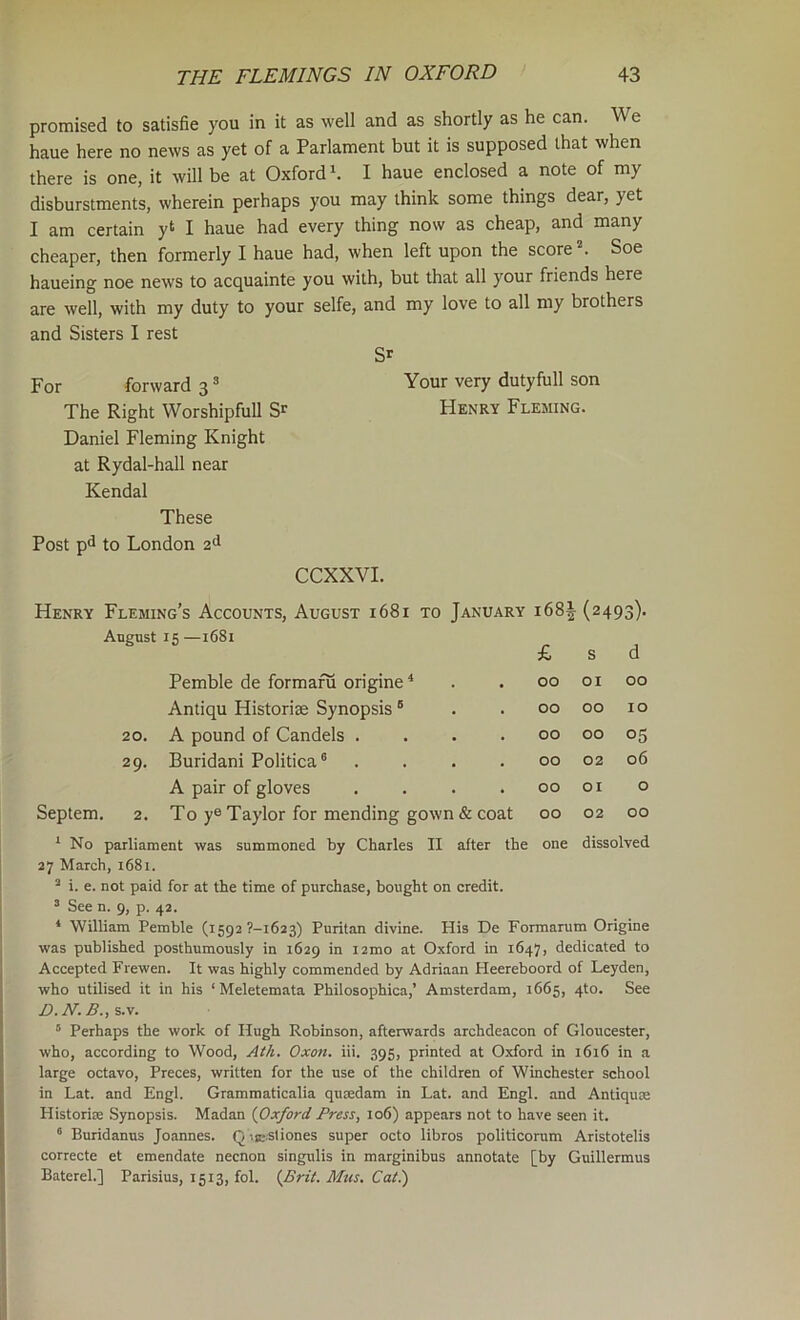 THE FLEMINGS IN OXFORD 43
promised to satisfie you in it as well and as shortly as he can. We
haue here no news as yet of a Parlament but it is supposed that when
there is one, it will be at Oxford¹. I haue enclosed a note of my
disburstments, wherein perhaps you may think some things dear, yet
I am certain yᵗ I haue had every thing now as cheap, and many
cheaper, then formerly I haue had, when left upon the score². Soe
haueing noe news to acquainte you with, but that all your friends here
are well, with my duty to your selfe, and my love to all my brothers
and Sisters I rest
Sʳ
For forward 3³ Your very dutyfull son
The Right Worshipfull Sʳ Henry Fleming.
Daniel Fleming Knight
at Rydal-hall near
Kendal
These
Post pᵈ to London 2ᵈ
CCXXVI.
Henry Fleming's Accounts, August 1681 to January 168½ (2493).
August 15—1681
£ s d
Pemble de formarū origine⁴ . . 00 01 00
Antiqu Historiæ Synopsis⁵ . . 00 00 10
20. A pound of Candels . . . . 00 00 05
29. Buridani Politica⁶ . . . . 00 02 06
A pair of gloves . . . . 00 01 0
Septem. 2. To yᵉ Taylor for mending gown & coat 00 02 00
¹ No parliament was summoned by Charles II after the one dissolved
27 March, 1681.
² i. e. not paid for at the time of purchase, bought on credit.
³ See n. 9, p. 42.
⁴ William Pemble (1592?–1623) Puritan divine. His De Formarum Origine
was published posthumously in 1629 in 12mo at Oxford in 1647, dedicated to
Accepted Frewen. It was highly commended by Adriaan Heereboord of Leyden,
who utilised it in his ‘Meletemata Philosophica,’ Amsterdam, 1665, 4to. See
D. N. B., s.v.
⁵ Perhaps the work of Hugh Robinson, afterwards archdeacon of Gloucester,
who, according to Wood, Ath. Oxon. iii. 395, printed at Oxford in 1616 in a
large octavo, Preces, written for the use of the children of Winchester school
in Lat. and Engl. Grammaticalia quædam in Lat. and Engl. and Antiquæ
Historiæ Synopsis. Madan (Oxford Press, 106) appears not to have seen it.
⁶ Buridanus Joannes. Quæstiones super octo libros politicorum Aristotelis
correcte et emendate necnon singulis in marginibus annotate [by Guillermus
Baterel.] Parisius, 1513, fol. (Brit. Mus. Cat.)